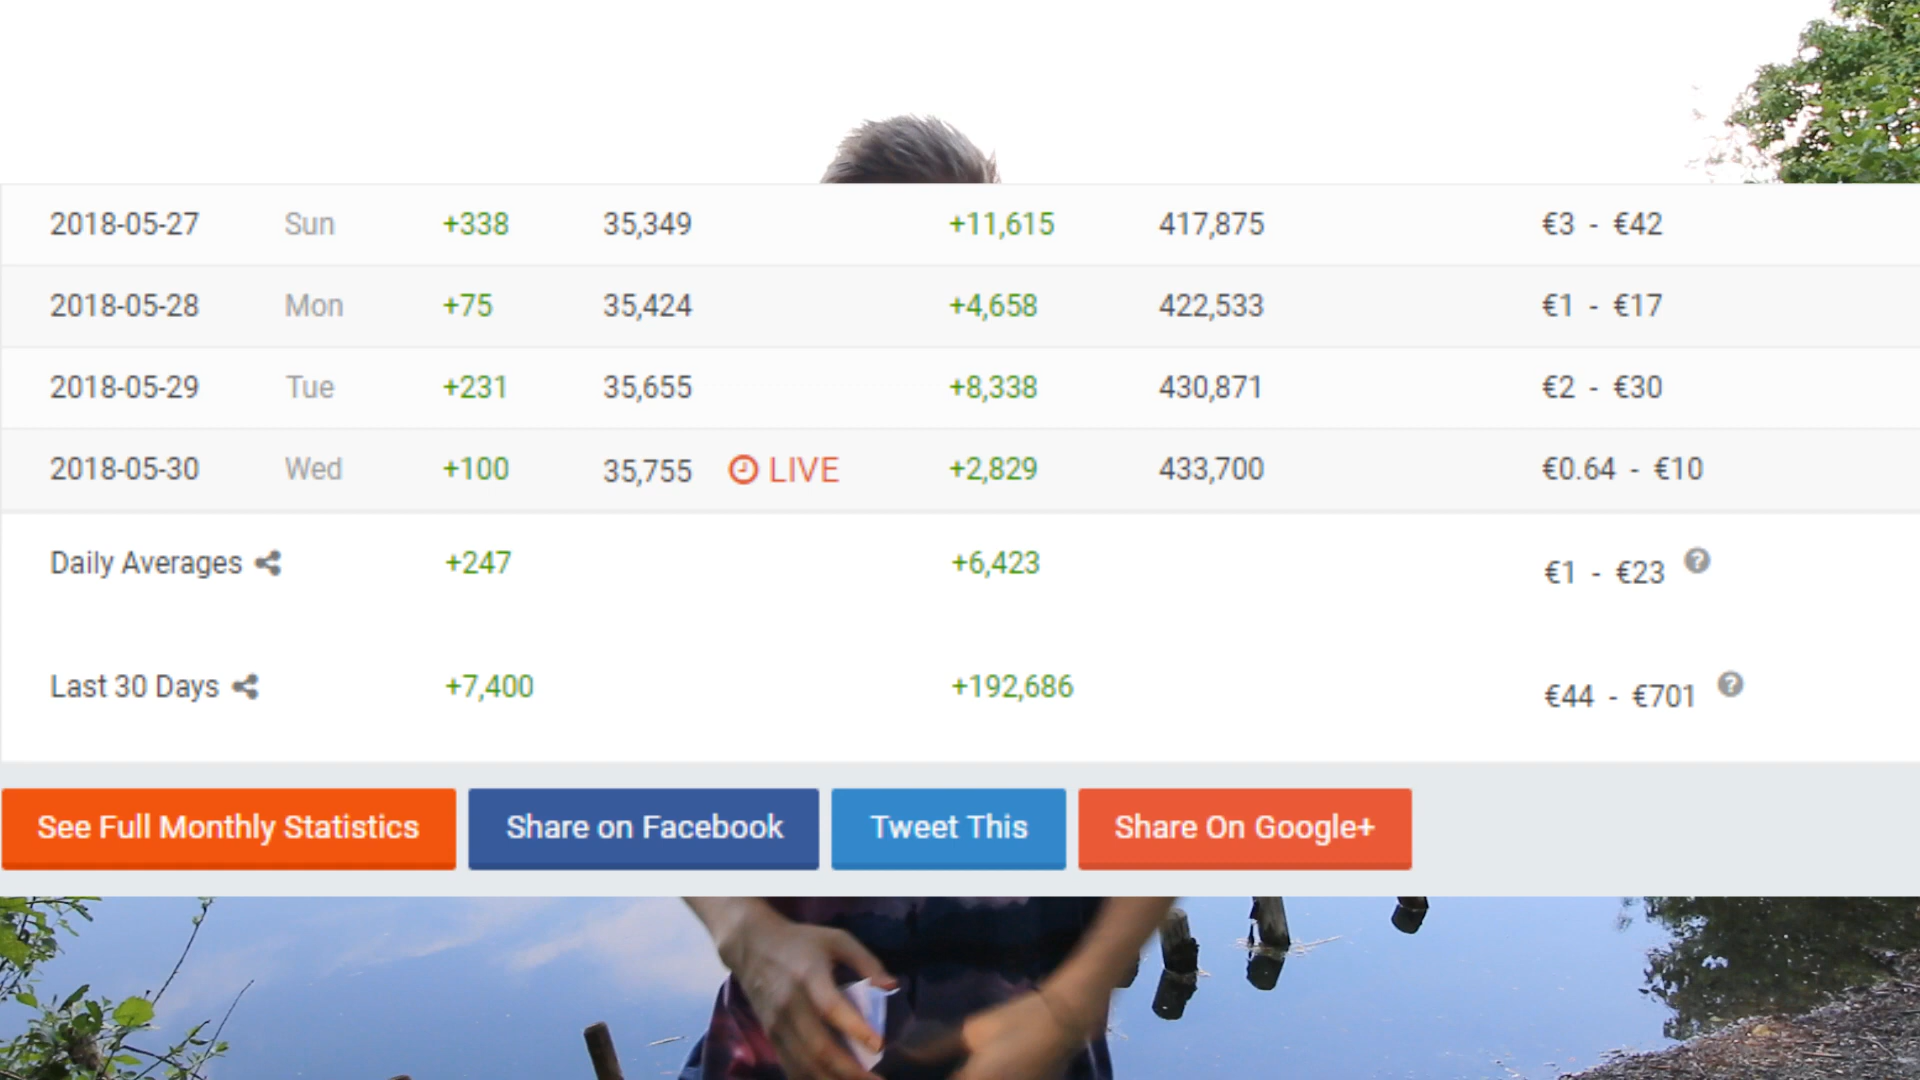 2018-05-27 Sun +338 35,349 +11,615 417,875 €3 - €42
2018-05-28 Mon +75 35,424 +4,658 422,533 €1 - €17
2018-05-29 Tue +231 35,655 +8,338 430,871 €2 - €30
2018-05-30 Wed +100 35,755 LIVE +2,829 433,700 €0.64 - €10
Daily Averages +247 +6,423 €1 - €23 ?
Last 30 Days +7,400 +192,686 €44 - €701 ?
See Full Monthly Statistics Share on Facebook Tweet This Share On Google+